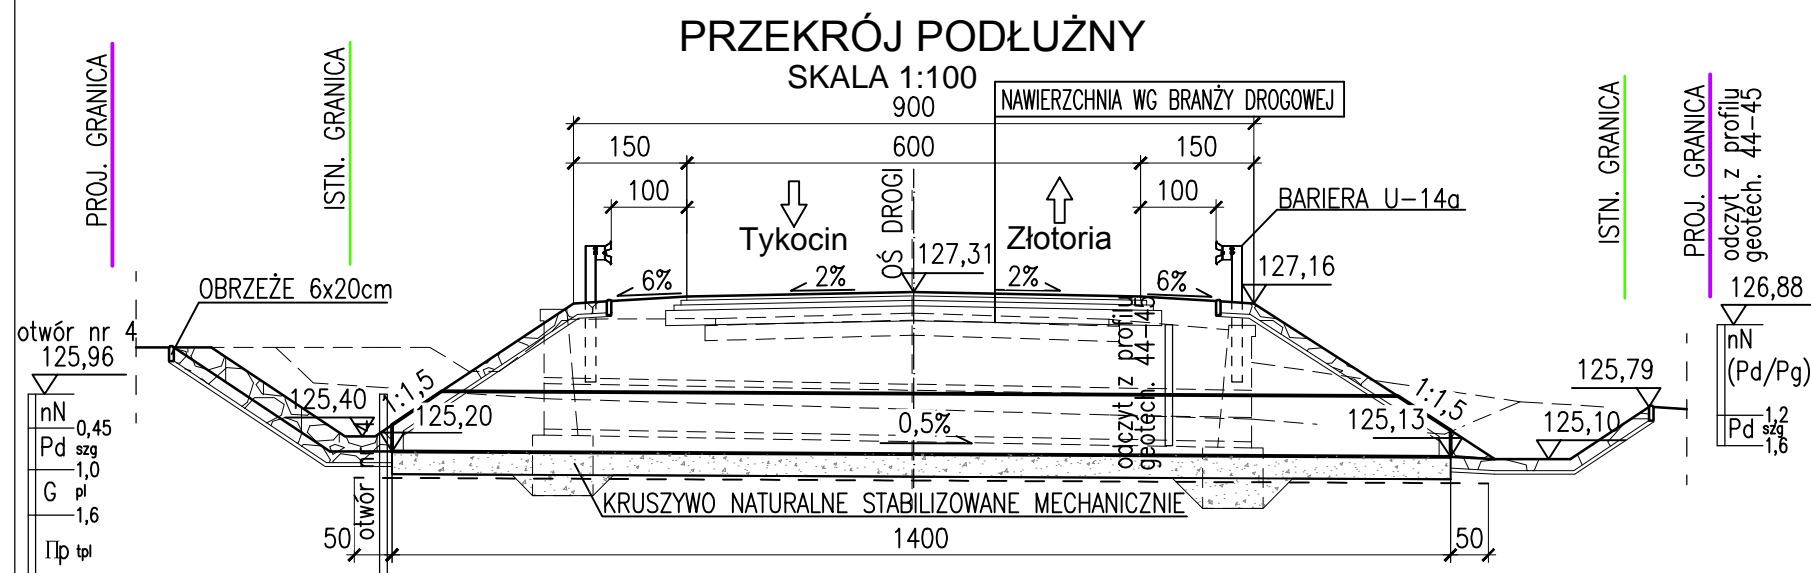 PRZEKRÓJ PODŁUŻNY
SKALA 1:100
PROJ. GRANICA
ISTN. GRANICA
NAWIERZCHNIA WG BRANŻY DROGOWEJ
900
150
600
150
100
100
OŚ DROGI
Tykocin
Złotoria
BARIERA U-14a
ISTN. GRANICA
PROJ. GRANICA
odczyt z profilu
geotech. 44-45
127,31
127,16
126,88
6%
2%
2%
6%
OBRZEŻE 6x20cm
otwór nr 4
125,96
nN
0,45
Pd szg
1,0
G pl
1,6
Πp tpl
125,40
1:1,5
125,20
0,5%
odczyt z profilu
geotech. 44-45
125,13
1:1,5
125,10
125,79
nN
(Pd/Pg)
1,2
Pd szg
1,6
otwór nr 4
KRUSZYWO NATURALNE STABILIZOWANE MECHANICZNIE
50
1400
50